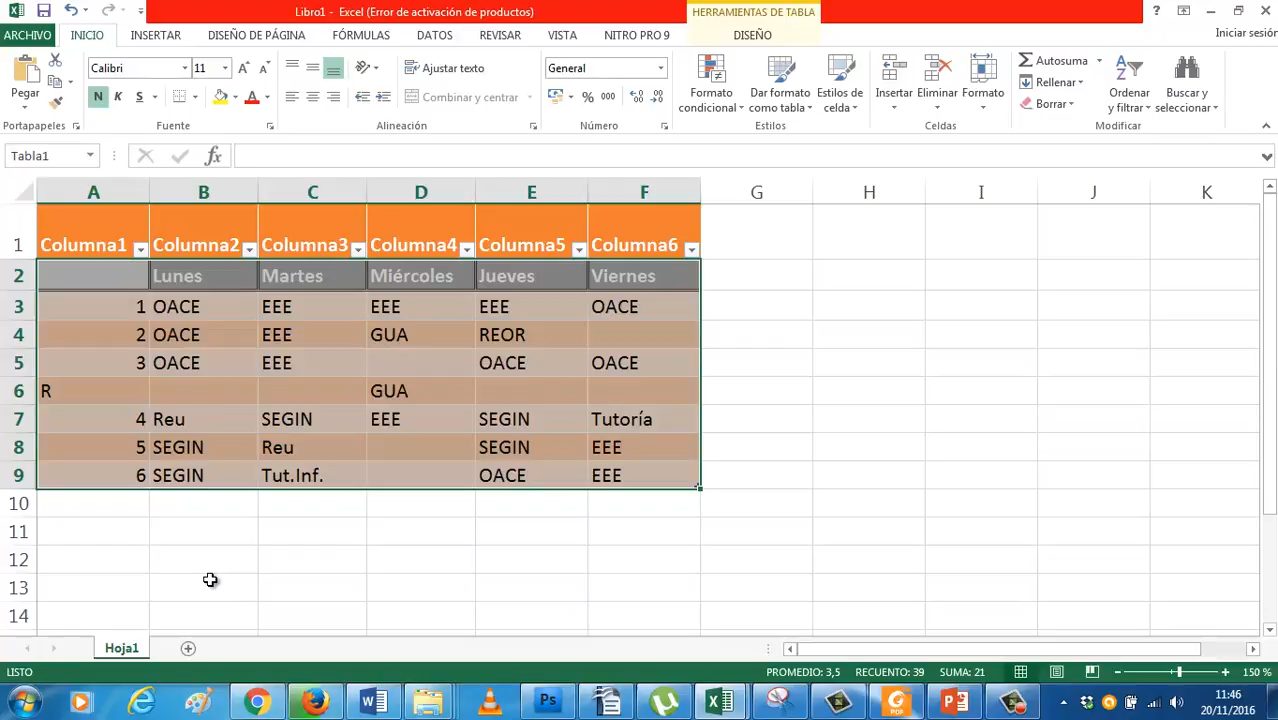 Libro1 - Excel (Error de activación de productos)
HERRAMIENTAS DE TABLA
?
ARCHIVO INICIO INSERTAR DISEÑO DE PÁGINA FÓRMULAS DATOS REVISAR VISTA NITRO PRO 9 DISEÑO Iniciar sesión
Pegar
Calibri 11
N K S
Ajustar texto
Combinar y centrar
General
% 000
Formato condicional
Dar formato como tabla
Estilos de celda
Insertar
Eliminar
Formato
Autosuma
Rellenar
Borrar
Ordenar y filtrar
Buscar y seleccionar
Portapapeles Fuente Alineación Número Estilos Celdas Modificar
Tabla1 fx
A B C D E F G H I J K
1 Columna1 Columna2 Columna3 Columna4 Columna5 Columna6
2 Lunes Martes Miércoles Jueves Viernes
3 1 OACE EEE EEE EEE OACE
4 2 OACE EEE GUA REOR
5 3 OACE EEE OACE OACE
6 R GUA
7 4 Reu SEGIN EEE SEGIN Tutoría
8 5 SEGIN Reu SEGIN EEE
9 6 SEGIN Tut.Inf. OACE EEE
10
11
12
13
14
Hoja1
LISTO PROMEDIO: 3,5 RECUENTO: 39 SUMA: 21 150 %
11:46
20/11/2016